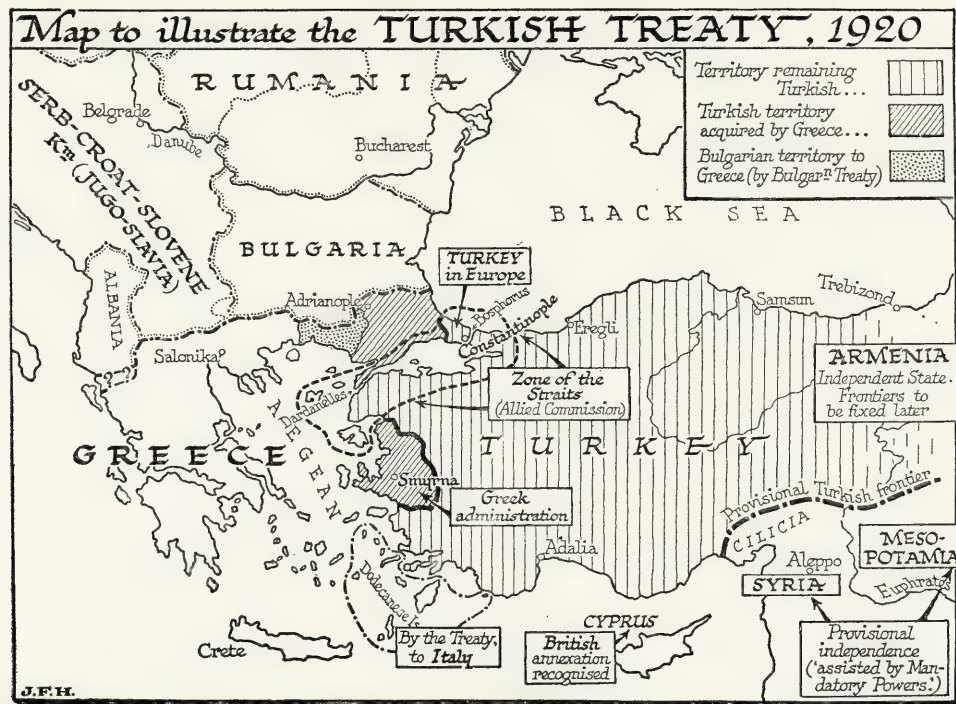 Map to illustrate the TURKISH TREATY, 1920
Territory remaining
Turkish...
Turkish territory
acquired by Greece...
Bulgarian territory to
Greece (by Bulgarn Treaty)
RUMANIA
SERB-CROAT-SLOVENE
Km (JUGO-SLAVIA)
Belgrade
Danube
Bucharest
BLACK SEA
BULGARIA
TURKEY
in Europe
ALBANIA
Adrianople
Bosphorus
Constantinople
Eregli
Samsun
Trebizond
Salonika
? ?
Dardanelles
Zone of the
Straits
(Allied Commission)
ARMENIA
Independent State.
Frontiers to
be fixed later
GREECE
AEGEAN
TURKEY
Smyrna
Greek
administration
Provisional Turkish frontier
CILICIA
Adalia
Aleppo
MESO-
POTAMIA
SYRIA
Euphrates
Dodecanese Is.
By the Treaty,
to Italy
Crete
CYPRUS
British
annexation
recognised
Provisional
independence
('assisted by Man-
datory Powers.')
J.F.H.